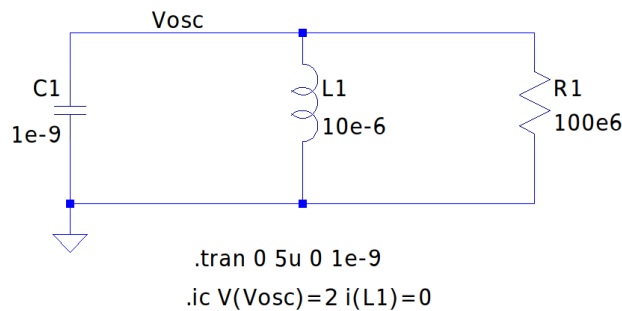 Vosc
C1
1e-9
L1
10e-6
R1
100e6
.tran 0 5u 0 1e-9
.ic V(Vosc)=2 i(L1)=0